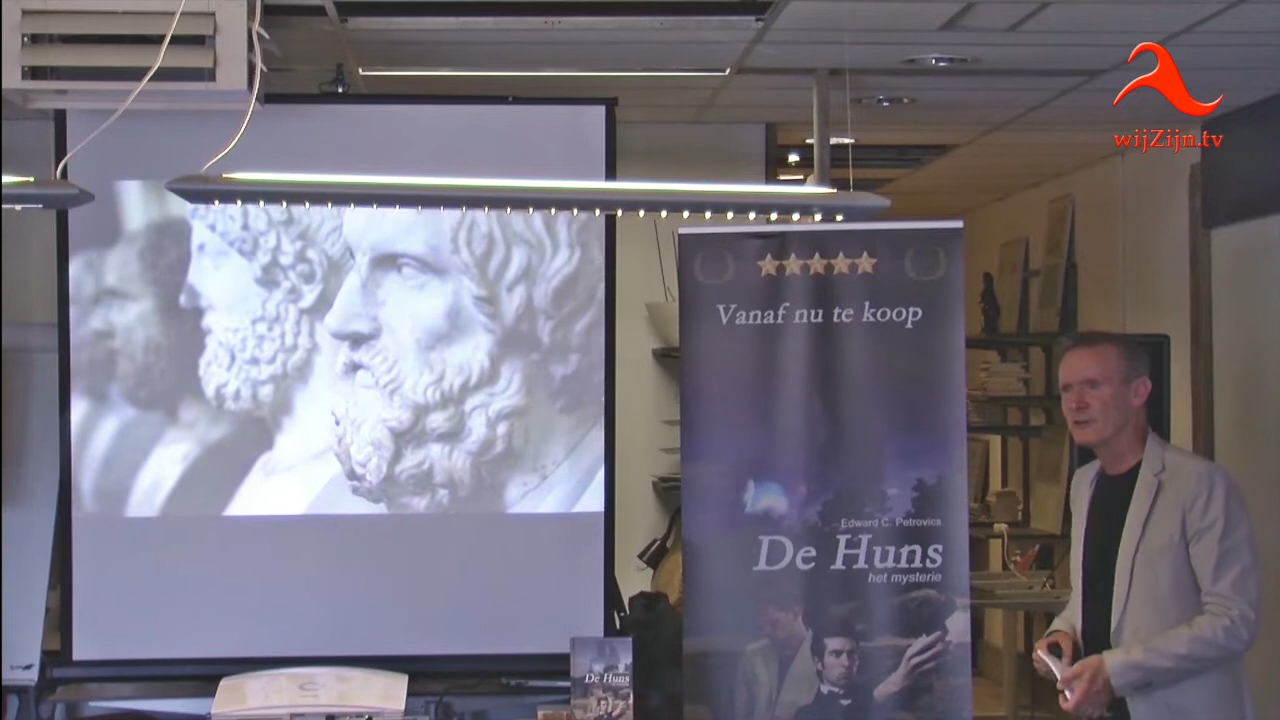 wijZijn.tv
Vanaf nu te koop
Edward C. Petrovics
De Huns
het mysterie
De Huns